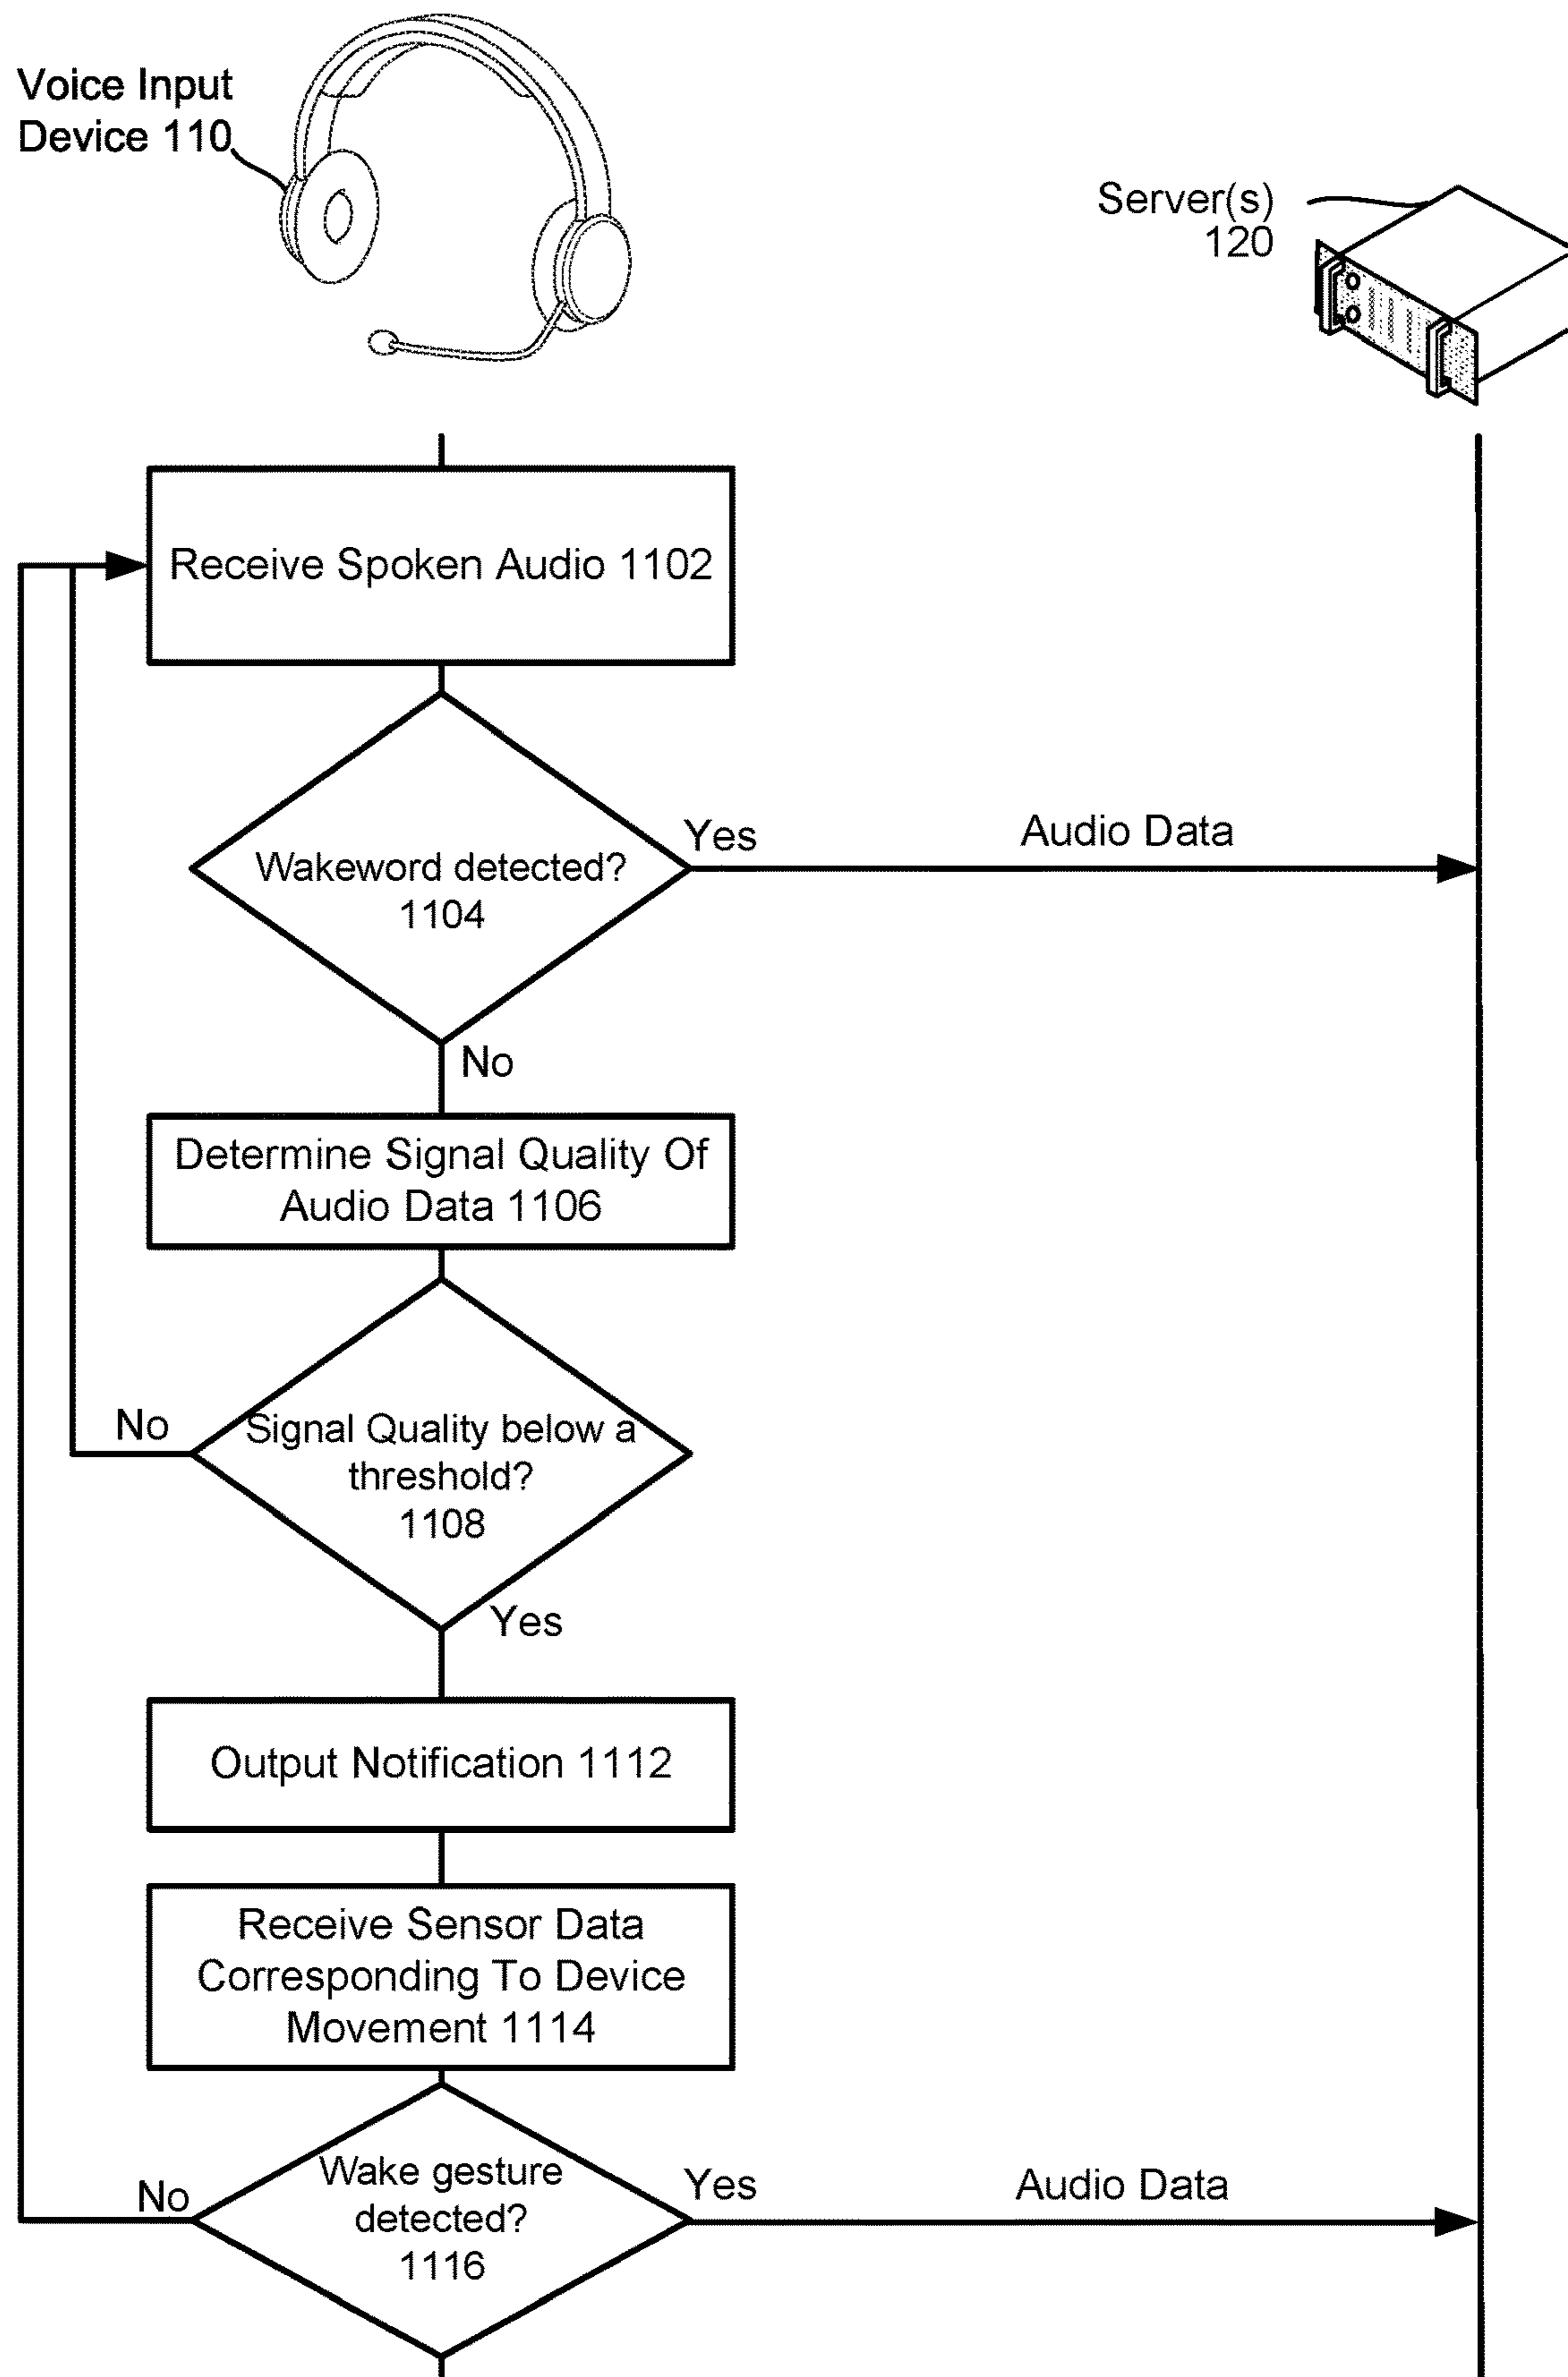 Voice Input
Device 110
Server(s)
120
Receive Spoken Audio 1102
Wakeword detected?
1104
Yes
Audio Data
No
Determine Signal Quality Of
Audio Data 1106
Signal Quality below a
threshold?
1108
No
Yes
Output Notification 1112
Receive Sensor Data
Corresponding To Device
Movement 1114
Wake gesture
detected?
1116
No
Yes
Audio Data